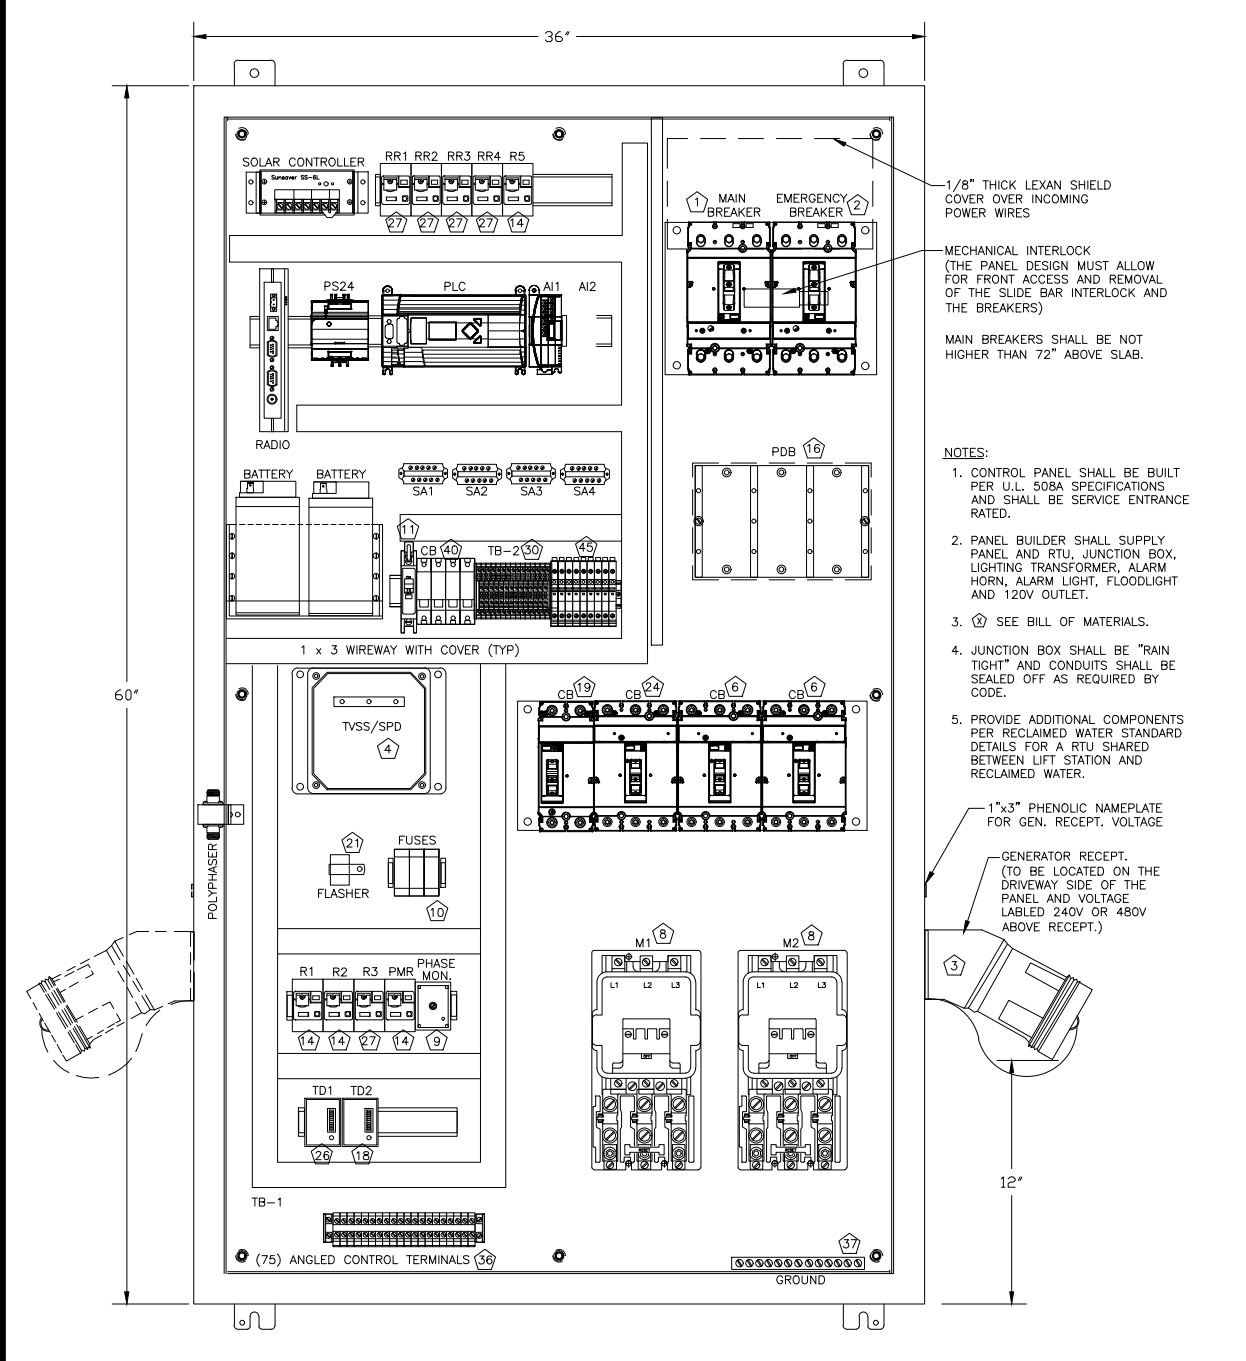 36"
SOLAR CONTROLLER
Sunsaver SS-6L
RR1 RR2 RR3 RR4 R5
27 27 27 27 14
1 MAIN
BREAKER
EMERGENCY
BREAKER 2
1/8" THICK LEXAN SHIELD
COVER OVER INCOMING
POWER WIRES
MECHANICAL INTERLOCK
(THE PANEL DESIGN MUST ALLOW
FOR FRONT ACCESS AND REMOVAL
OF THE SLIDE BAR INTERLOCK AND
THE BREAKERS)
MAIN BREAKERS SHALL BE NOT
HIGHER THAN 72" ABOVE SLAB.
PS24 PLC AI1 AI2
RADIO
BATTERY BATTERY
SA1 SA2 SA3 SA4
PDB 16
11
CB 40 TB-2 30 45
1 x 3 WIREWAY WITH COVER (TYP)
NOTES:
1. CONTROL PANEL SHALL BE BUILT
PER U.L. 508A SPECIFICATIONS
AND SHALL BE SERVICE ENTRANCE
RATED.
2. PANEL BUILDER SHALL SUPPLY
PANEL AND RTU, JUNCTION BOX,
LIGHTING TRANSFORMER, ALARM
HORN, ALARM LIGHT, FLOODLIGHT
AND 120V OUTLET.
3. X SEE BILL OF MATERIALS.
4. JUNCTION BOX SHALL BE "RAIN
TIGHT" AND CONDUITS SHALL BE
SEALED OFF AS REQUIRED BY
CODE.
5. PROVIDE ADDITIONAL COMPONENTS
PER RECLAIMED WATER STANDARD
DETAILS FOR A RTU SHARED
BETWEEN LIFT STATION AND
RECLAIMED WATER.
60"
TVSS/SPD
4
CB 19 CB 24 CB 6 CB 6
1"x3" PHENOLIC NAMEPLATE
FOR GEN. RECEPT. VOLTAGE
GENERATOR RECEPT.
(TO BE LOCATED ON THE
DRIVEWAY SIDE OF THE
PANEL AND VOLTAGE
LABLED 240V OR 480V
ABOVE RECEPT.)
3
POLYPHASER
21
FLASHER
FUSES
10
R1 R2 R3 PMR PHASE
MON.
14 14 27 14 9
M1 8
L1 L2 L3
OFF
M2 8
L1 L2 L3
OFF
TD1 TD2
26 18
12"
TB-1
(75) ANGLED CONTROL TERMINALS 36
37
GROUND